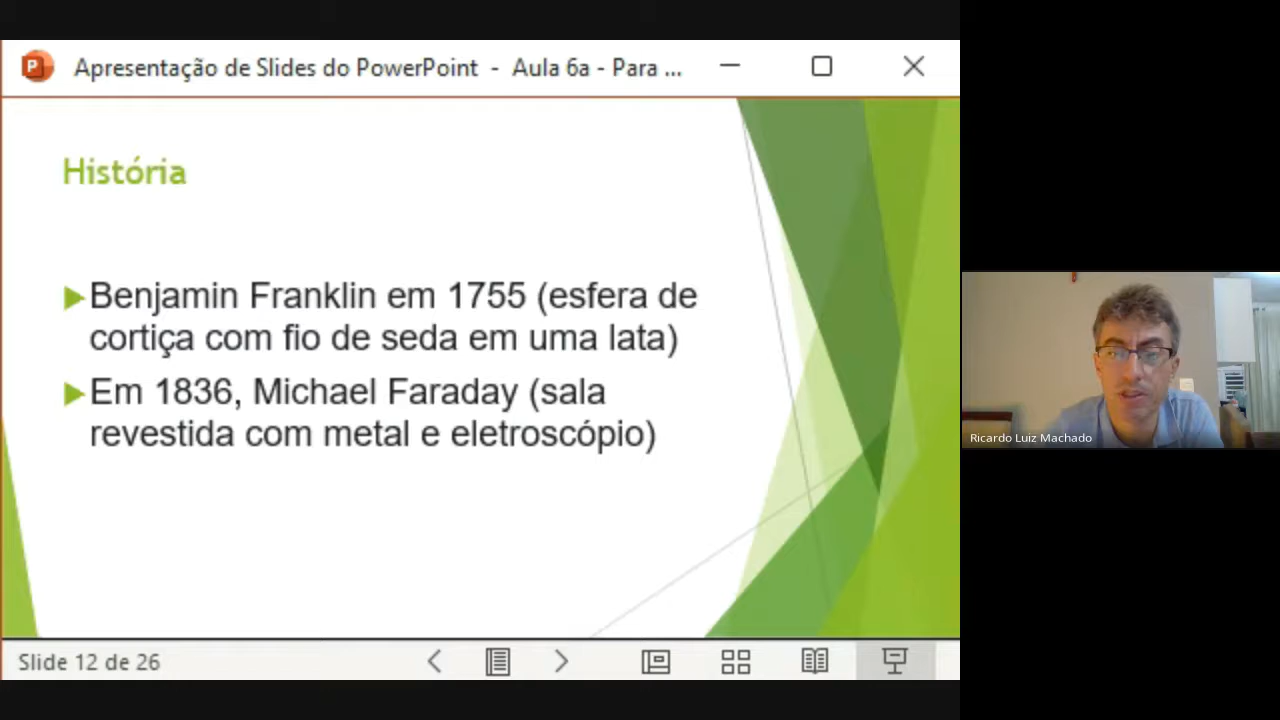 Apresentação de Slides do PowerPoint - Aula 6a - Para ...
História
Benjamin Franklin em 1755 (esfera de
cortiça com fio de seda em uma lata)
Em 1836, Michael Faraday (sala
revestida com metal e eletroscópio)
Slide 12 de 26
Ricardo Luiz Machado